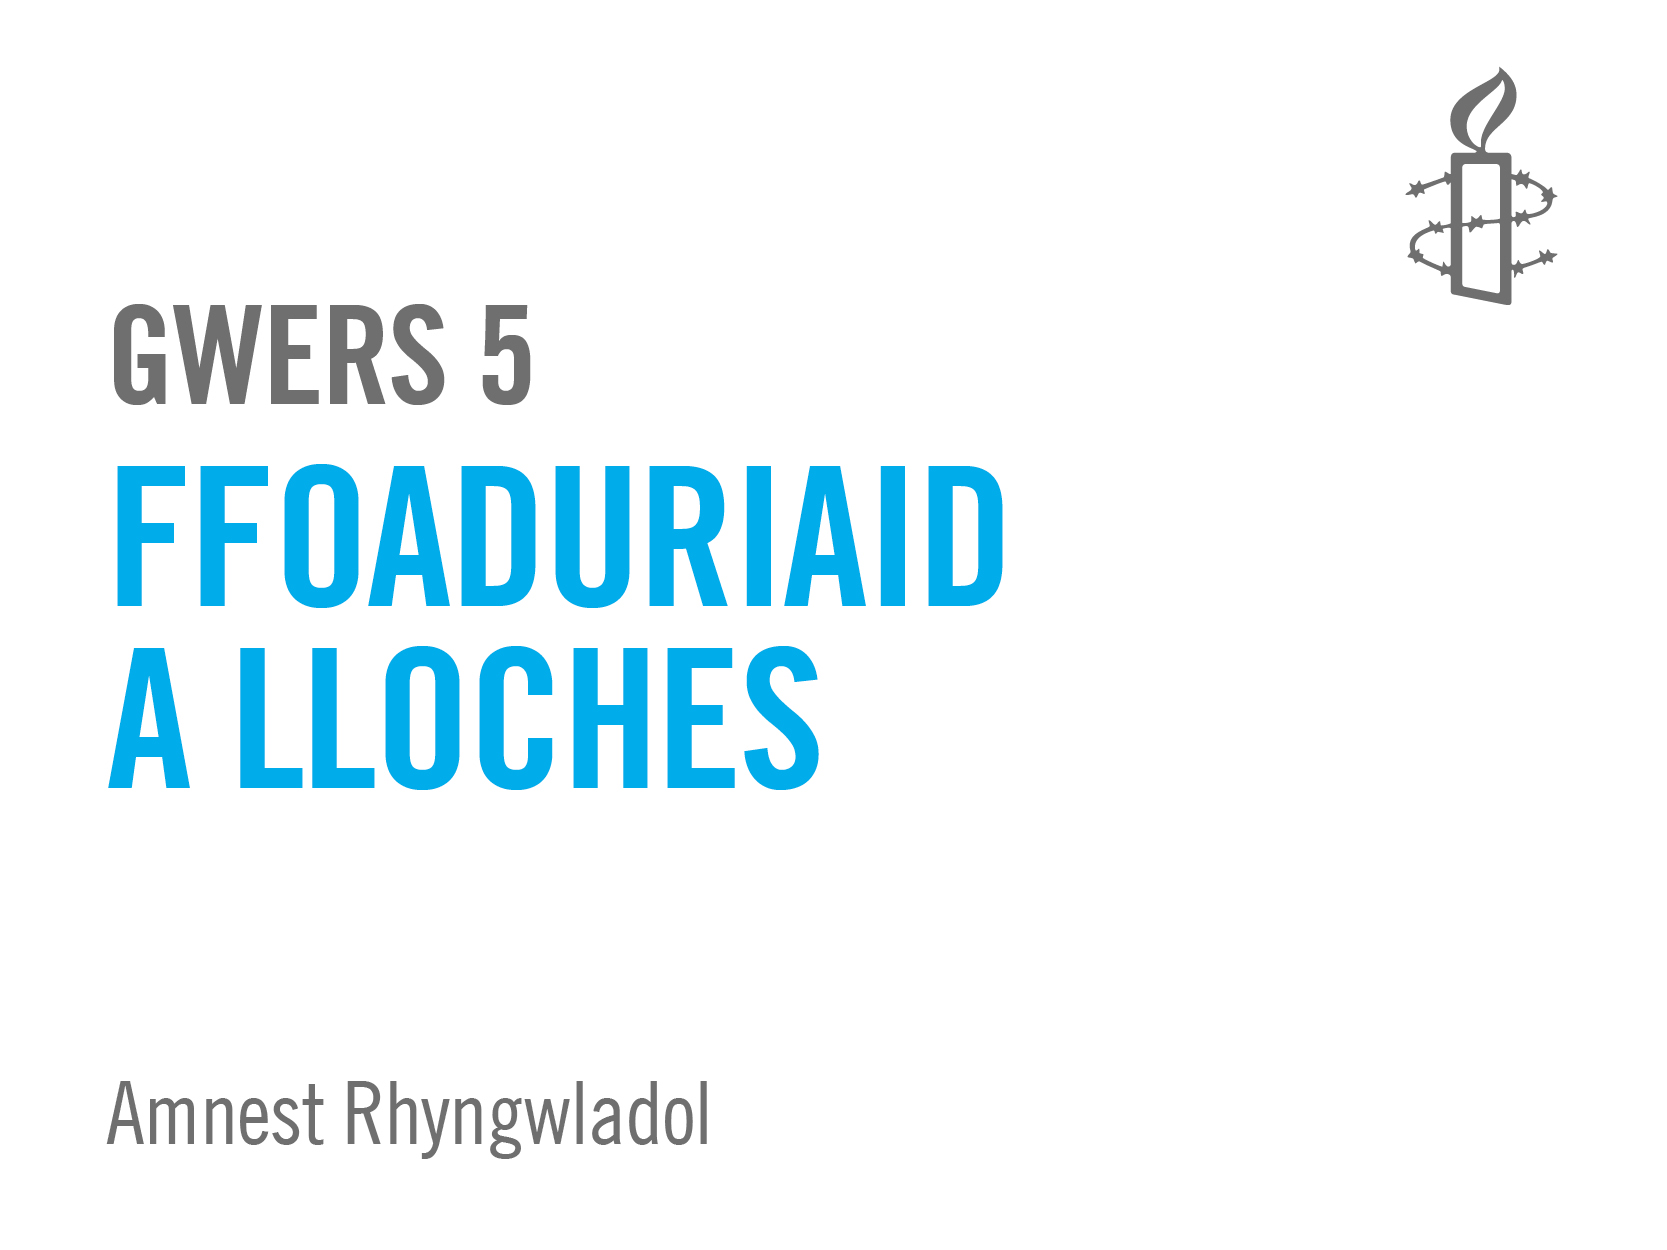 GWERS 5
FFOADURIAID
A LLOCHES
Amnest Rhyngwladol